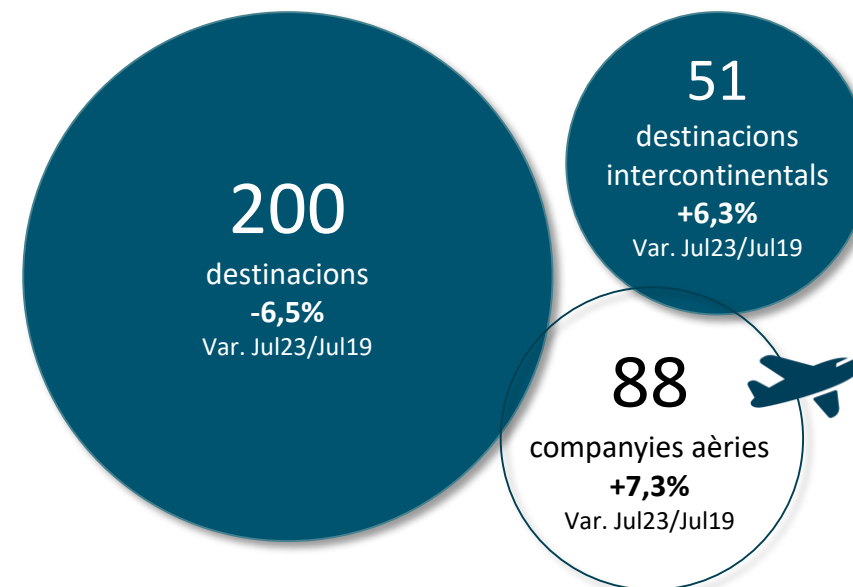 200
destinacions
-6,5%
Var. Jul23/Jul19
51
destinacions
intercontinentals
+6,3%
Var. Jul23/Jul19
88
companyies aèries
+7,3%
Var. Jul23/Jul19